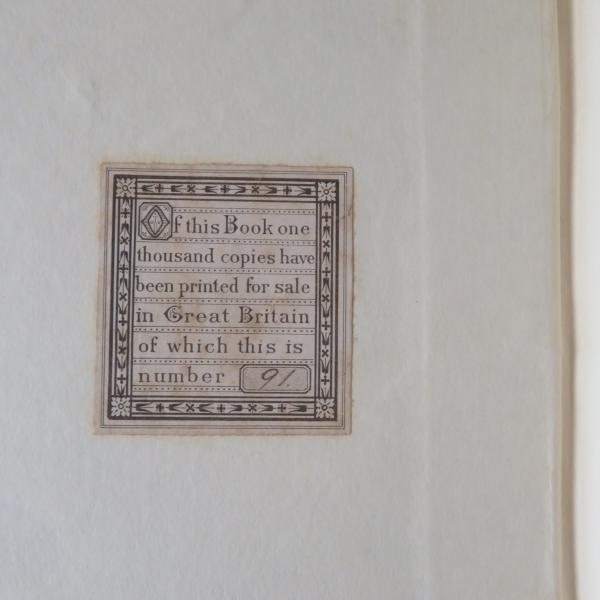 Of this Book one
thousand copies have
been printed for sale
in Great Britain
of which this is
number 91.